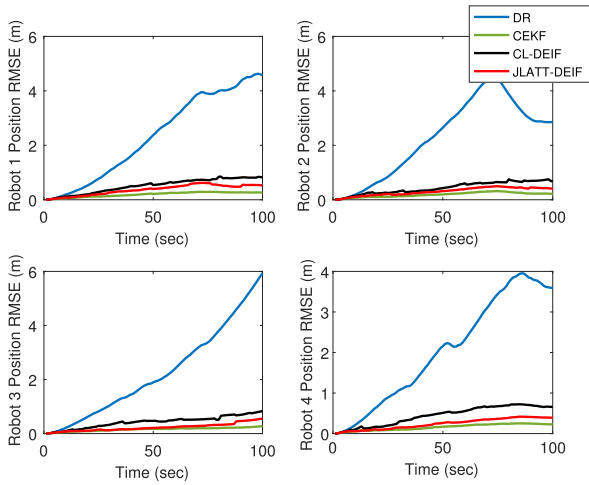 DR
CEKF
CL-DEIF
JLATT-DEIF
Robot 1 Position RMSE (m)
6
4
2
0
0 50 100
Time (sec)
Robot 2 Position RMSE (m)
6
4
2
0
0 50 100
Time (sec)
Robot 3 Position RMSE (m)
6
4
2
0
0 50 100
Time (sec)
Robot 4 Position RMSE (m)
4
3
2
1
0
0 50 100
Time (sec)